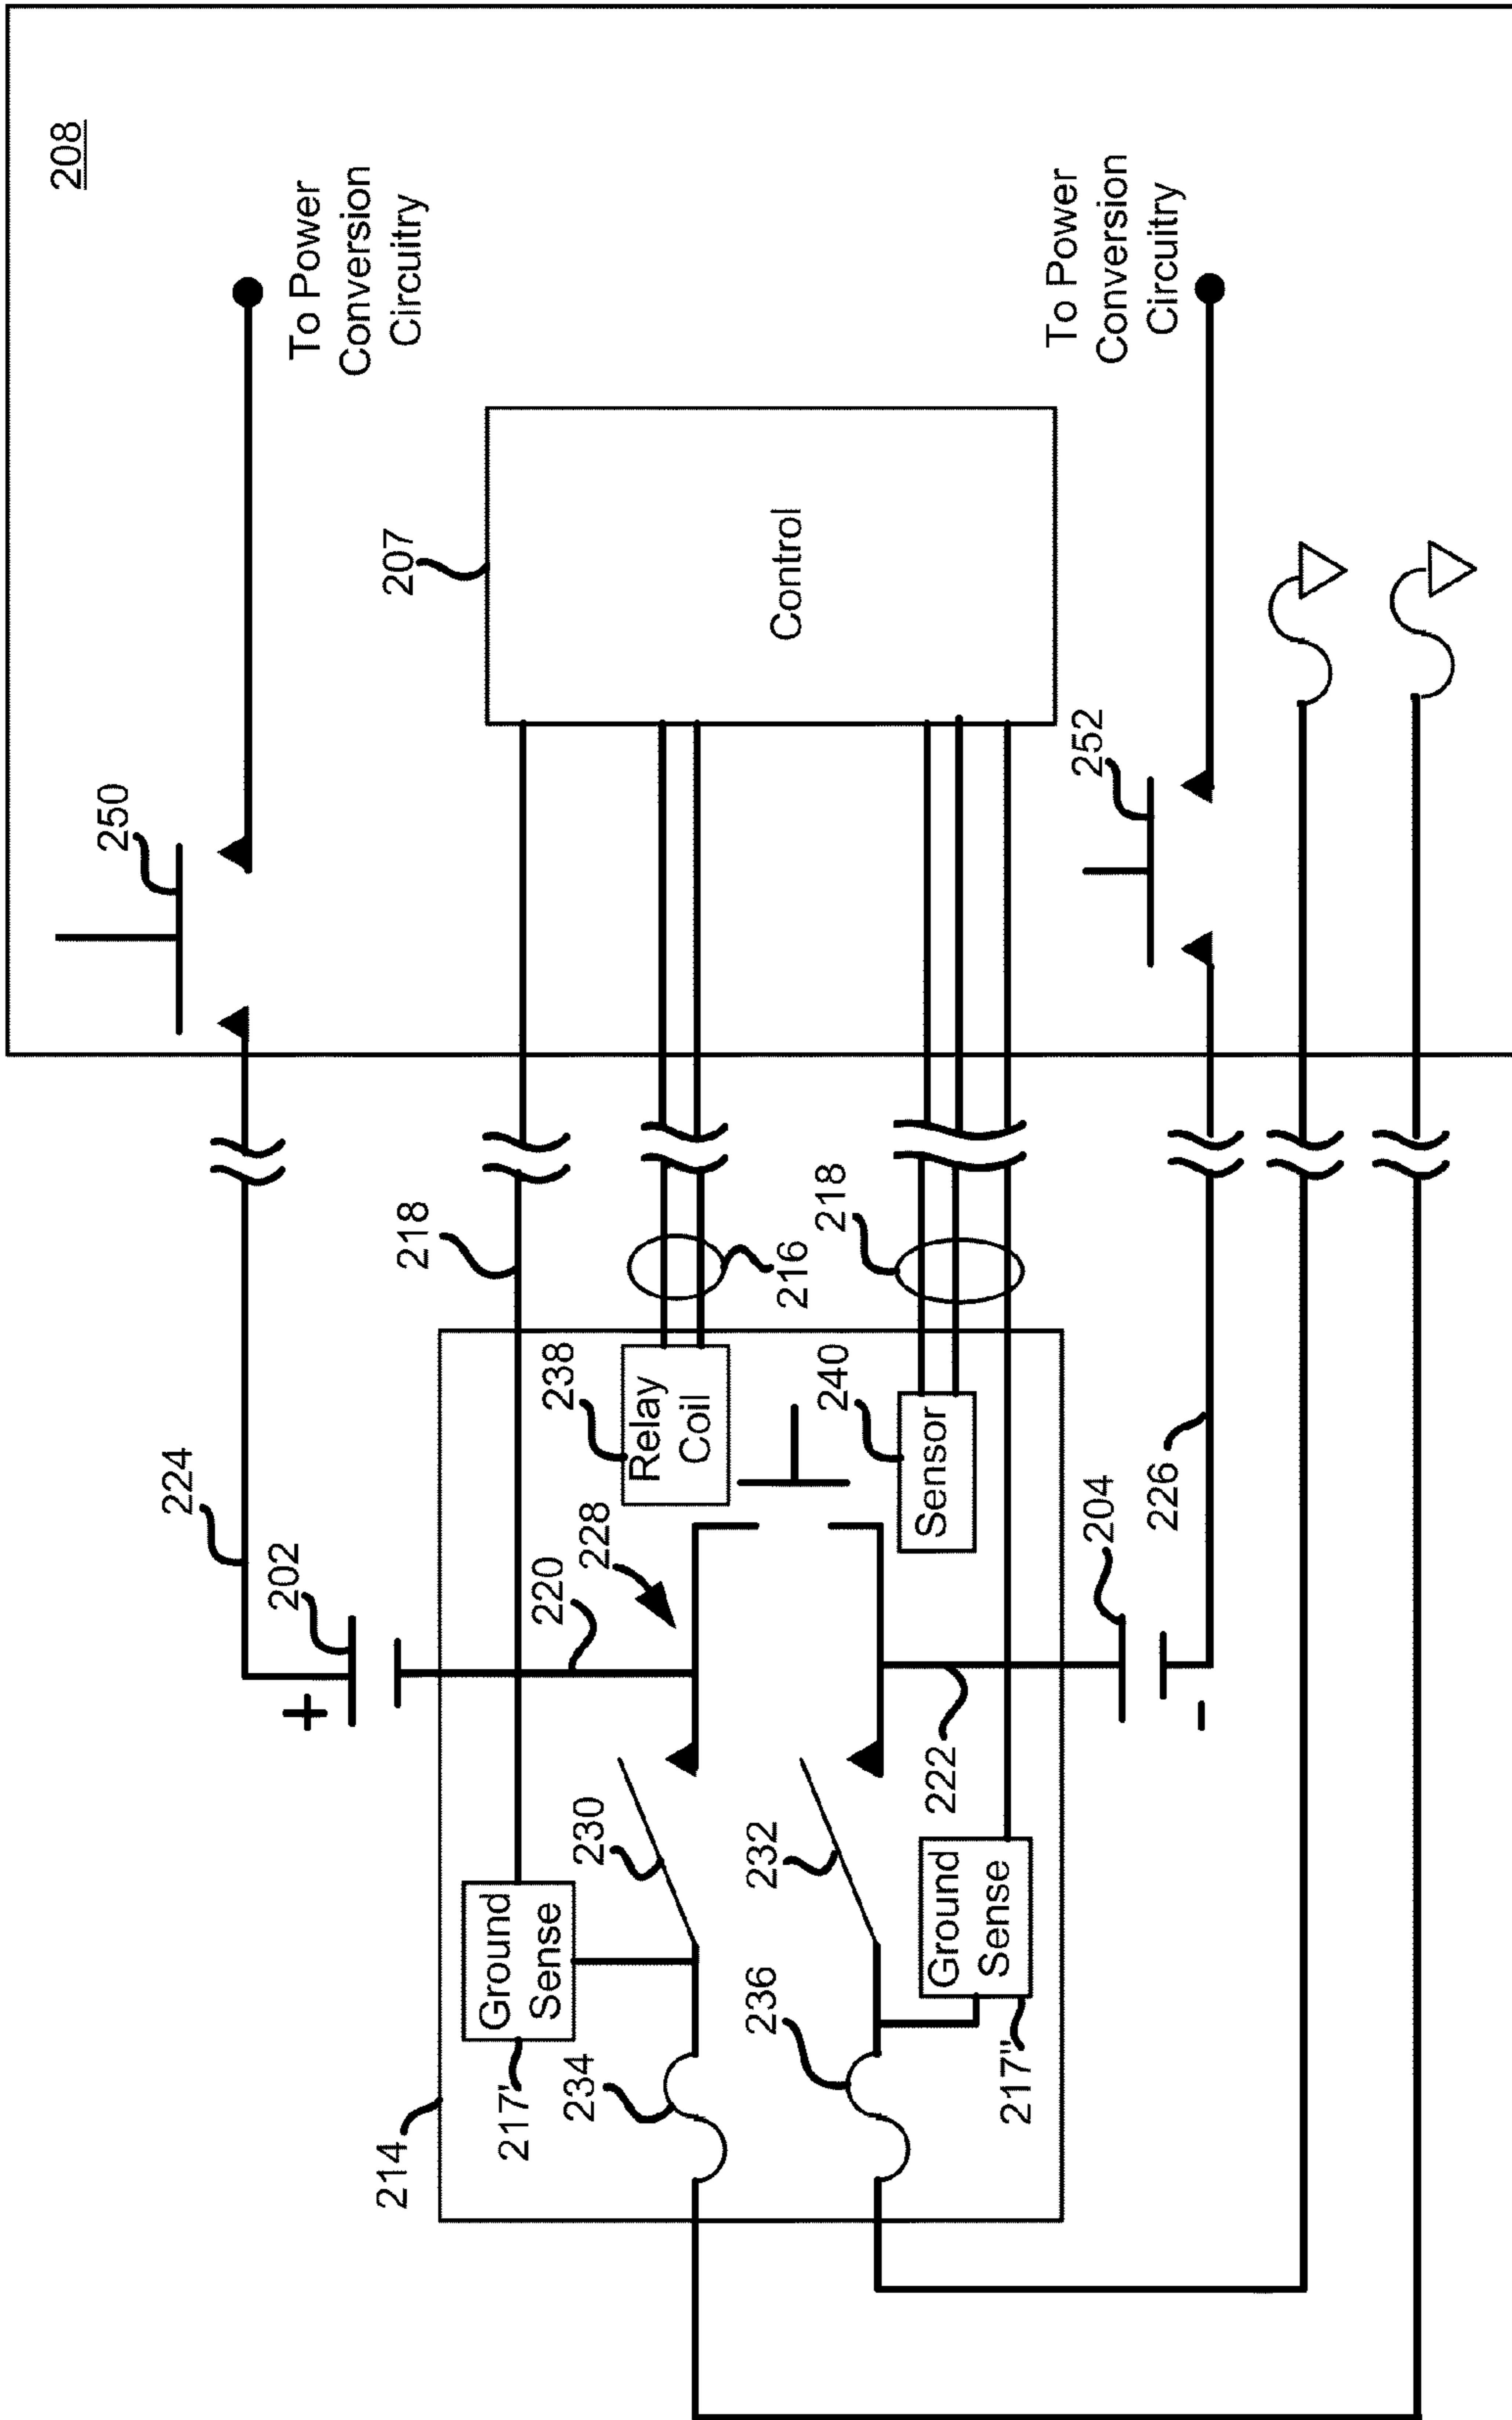 208
To Power
Conversion
Circuitry
250
207
Control
To Power
Conversion
Circuitry
252
224
202
+
218
216
218
238
Relay
Coil
240
Sensor
228
220
230
232
222
204
226
-
Ground
Sense
217'
Ground
Sense
217"
234
236
214